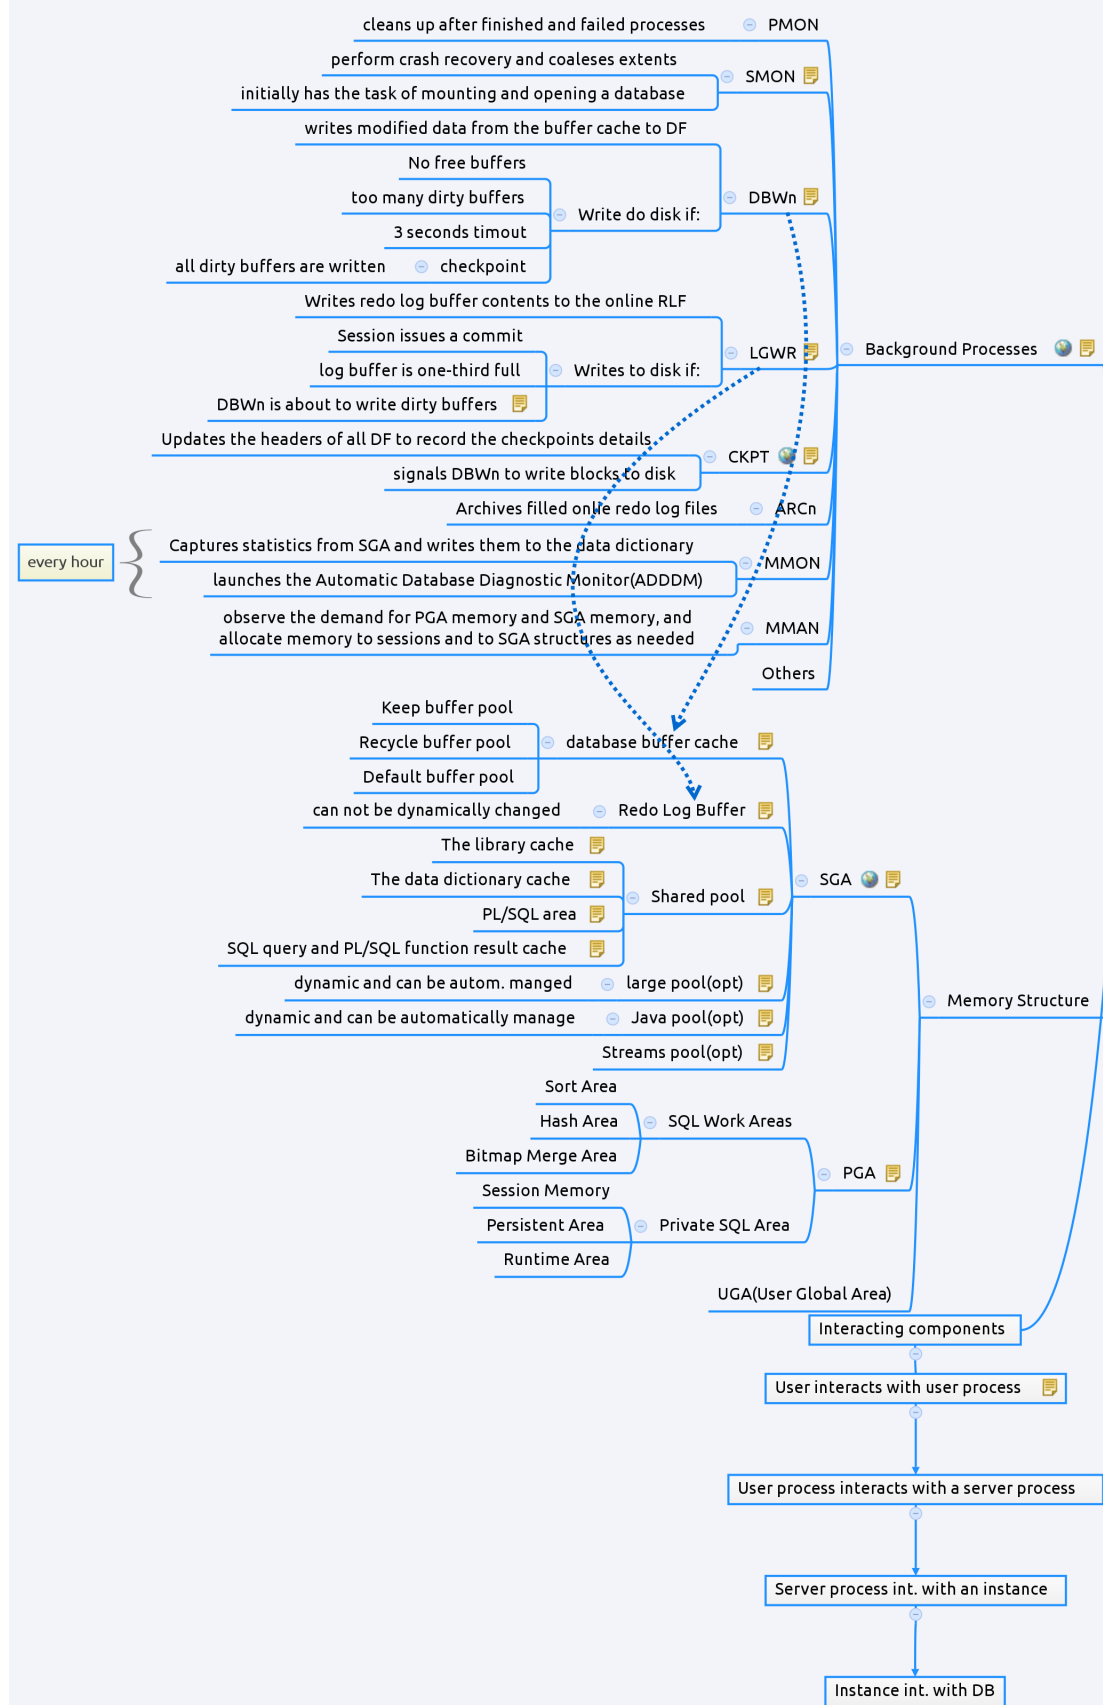 cleans up after finished and failed processes PMON
perform crash recovery and coaleses extents
SMON
initially has the task of mounting and opening a database
writes modified data from the buffer cache to DF
No free buffers
too many dirty buffers DBWn
Write do disk if:
3 seconds timout
all dirty buffers are written checkpoint
Writes redo log buffer contents to the online RLF
Session issues a commit
LGWR Background Processes
log buffer is one-third full Writes to disk if:
DBWn is about to write dirty buffers
Updates the headers of all DF to record the checkpoints details
CKPT
signals DBWn to write blocks to disk
Archives filled onlie redo log files ARCn
Captures statistics from SGA and writes them to the data dictionary
every hour MMON
launches the Automatic Database Diagnostic Monitor(ADDDM)
observe the demand for PGA memory and SGA memory, and
allocate memory to sessions and to SGA structures as needed
MMAN
Others
Keep buffer pool
Recycle buffer pool database buffer cache
Default buffer pool
can not be dynamically changed Redo Log Buffer
The library cache
The data dictionary cache SGA
Shared pool
PL/SQL area
SQL query and PL/SQL function result cache
dynamic and can be autom. manged large pool(opt)
Memory Structure
dynamic and can be automatically manage Java pool(opt)
Streams pool(opt)
Sort Area
Hash Area SQL Work Areas
Bitmap Merge Area
PGA
Session Memory
Persistent Area Private SQL Area
Runtime Area
UGA(User Global Area)
Interacting components
User interacts with user process
User process interacts with a server process
Server process int. with an instance
Instance int. with DB